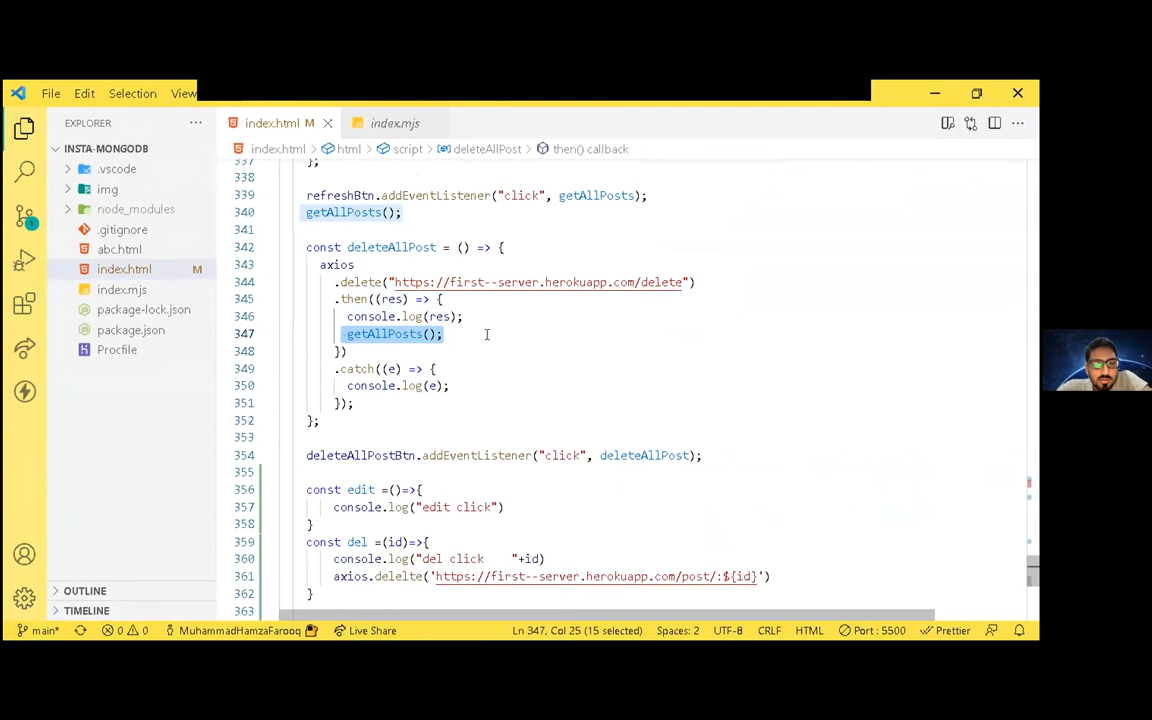 File Edit Selection View
EXPLORER ···
index.html M index.mjs
INSTA-MONGODB
index.html > html > script > deleteAllPost > then() callback
.vscode
img
node_modules
.gitignore
abc.html
index.html M
index.mjs
package-lock.json
package.json
Procfile
OUTLINE
TIMELINE
337 };
338
339 refreshBtn.addEventListener("click", getAllPosts);
340 getAllPosts();
341
342 const deleteAllPost = () => {
343 axios
344 .delete("https://first--server.herokuapp.com/delete")
345 .then((res) => {
346 console.log(res);
347 getAllPosts();
348 })
349 .catch((e) => {
350 console.log(e);
351 });
352 };
353
354 deleteAllPostBtn.addEventListener("click", deleteAllPost);
355
356 const edit =()=>{
357 console.log("edit click")
358 }
359 const del =(id)=>{
360 console.log("del click    "+id)
361 axios.delelte('https://first--server.herokuapp.com/post/:${id}')
362 }
363
main* 0 0 MuhammadHamzaFarooq Live Share Ln 347, Col 25 (15 selected) Spaces: 2 UTF-8 CRLF HTML Port : 5500 Prettier